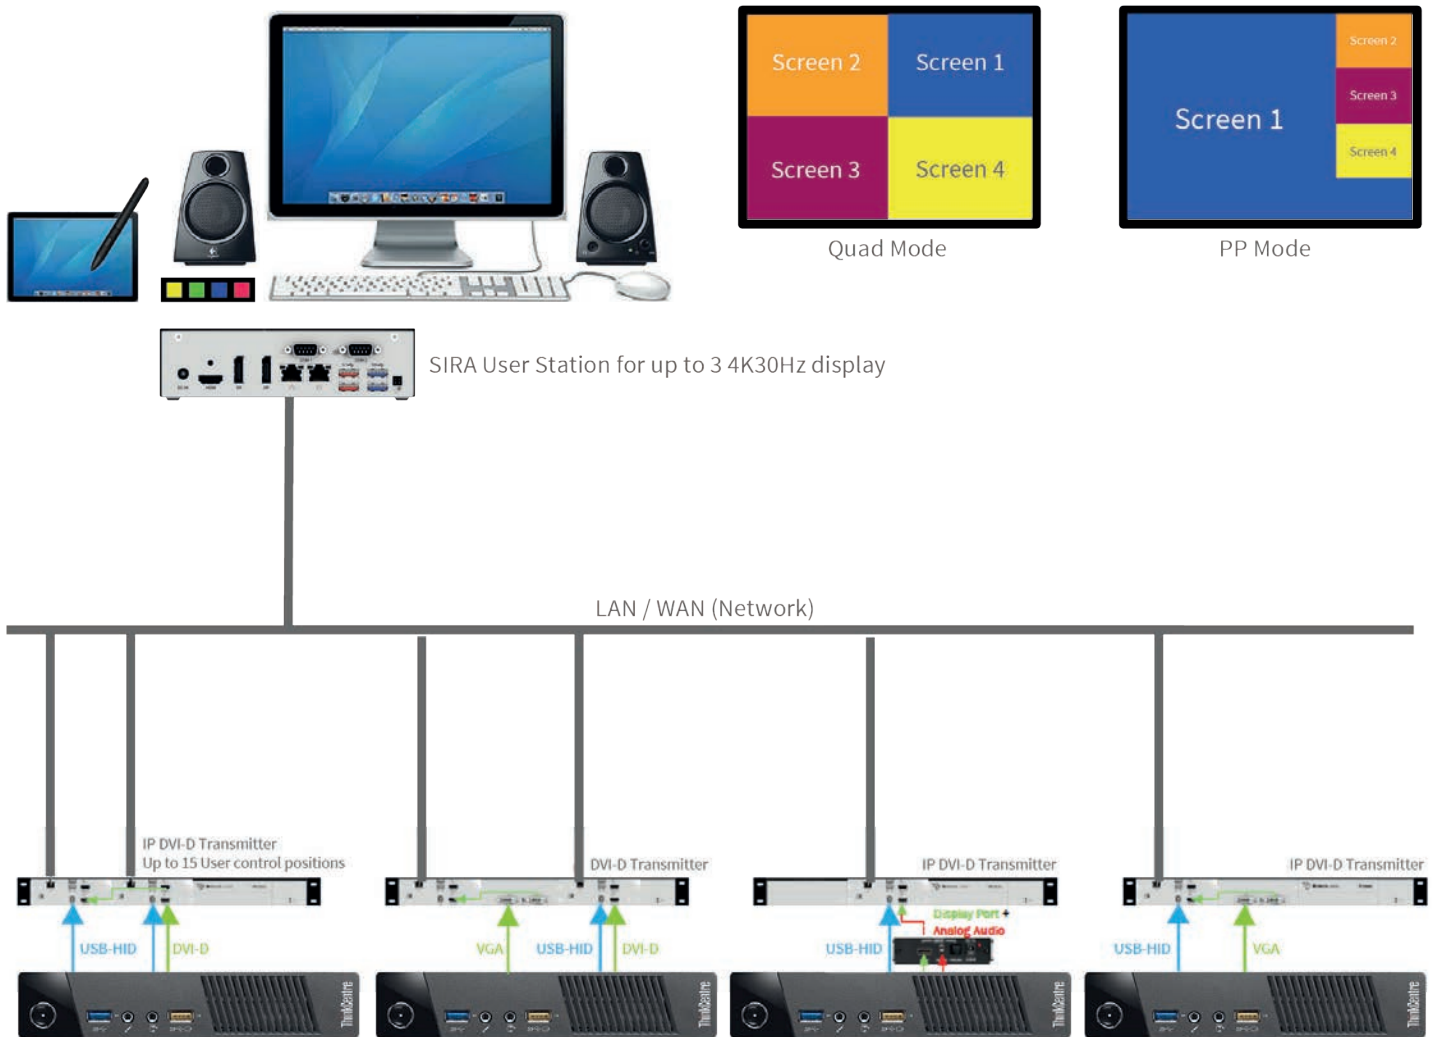 Screen 2
Screen 1
Screen 3
Screen 4
Quad Mode
Screen 1
Screen 2
Screen 3
Screen 4
PP Mode
SIRA User Station for up to 3 4K30Hz display
LAN / WAN (Network)
IP DVI-D Transmitter
Up to 15 User control positions
DVI-D Transmitter
IP DVI-D Transmitter
IP DVI-D Transmitter
USB-HID
DVI-D
VGA
USB-HID
DVI-D
Display Port +
Analog Audio
USB-HID
USB-HID
VGA
ThinkCentre
ThinkCentre
ThinkCentre
ThinkCentre